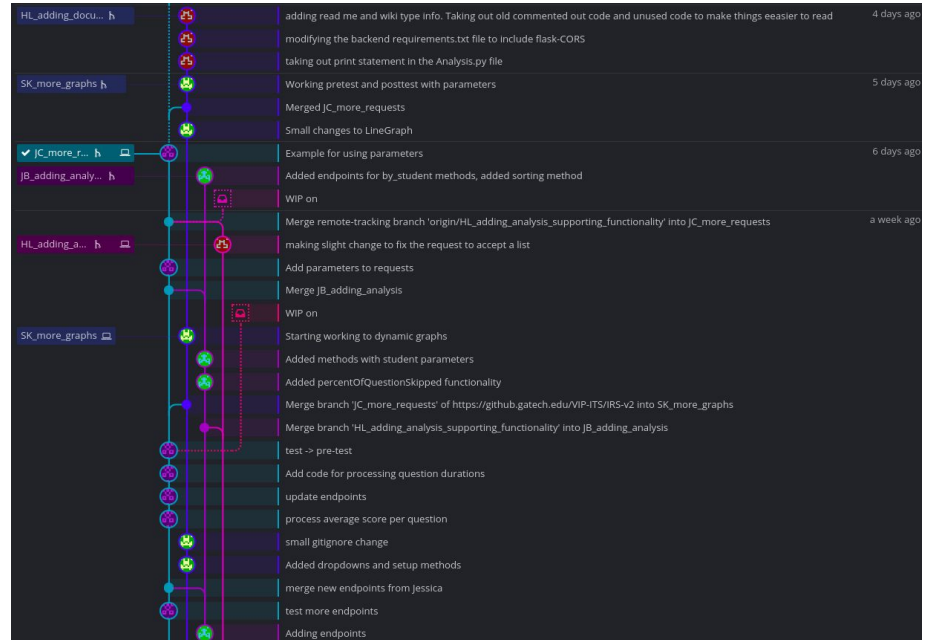 HL_adding_docu... adding read me and wiki type info. Taking out old commented out code and unused code to make things eeasier to read 4 days ago
modifying the backend requirements.txt file to include flask-CORS
taking out print statement in the Analysis.py file
SK_more_graphs Working pretest and posttest with parameters 5 days ago
Merged JC_more_requests
Small changes to LineGraph
JC_more_r... Example for using parameters 6 days ago
JB_adding_analy... Added endpoints for by_student methods, added sorting method
WIP on
Merge remote-tracking branch 'origin/HL_adding_analysis_supporting_functionality' into JC_more_requests a week ago
HL_adding_a... making slight change to fix the request to accept a list
Add parameters to requests
Merge JB_adding_analysis
WIP on
SK_more_graphs Starting working to dynamic graphs
Added methods with student parameters
Added percentOfQuestionSkipped functionality
Merge branch 'JC_more_requests' of https://github.gatech.edu/VIP-ITS/IRS-v2 into SK_more_graphs
Merge branch 'HL_adding_analysis_supporting_functionality' into JB_adding_analysis
test -> pre-test
Add code for processing question durations
update endpoints
process average score per question
small gitignore change
Added dropdowns and setup methods
merge new endpoints from Jessica
test more endpoints
Adding endpoints